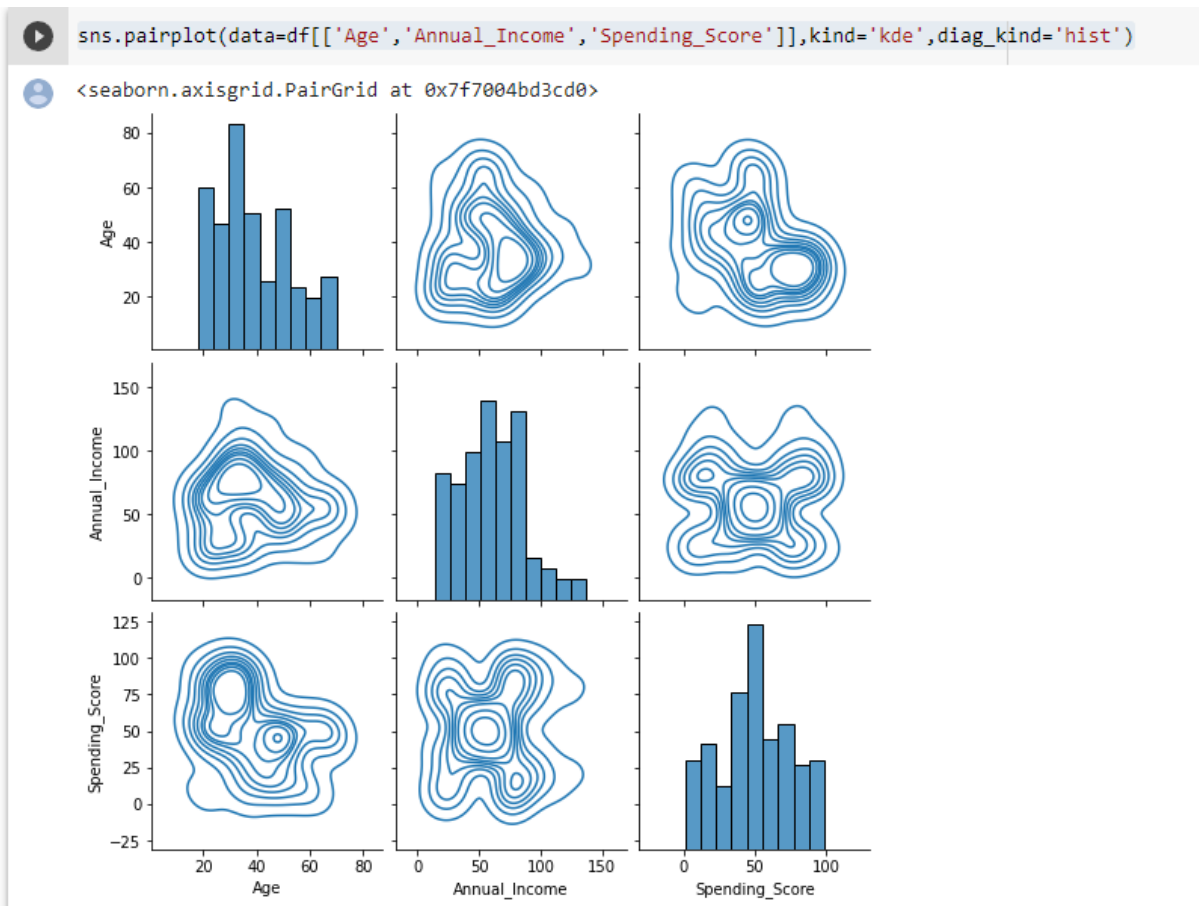 sns.pairplot(data=df[['Age','Annual_Income','Spending_Score']],kind='kde',diag_kind='hist')
<seaborn.axisgrid.PairGrid at 0x7f7004bd3cd0>
80
60
40
20
Age
150
100
50
0
Annual_Income
125
100
75
50
25
0
−25
Spending_Score
20 40 60 80
Age
0 50 100 150
Annual_Income
0 50 100
Spending_Score